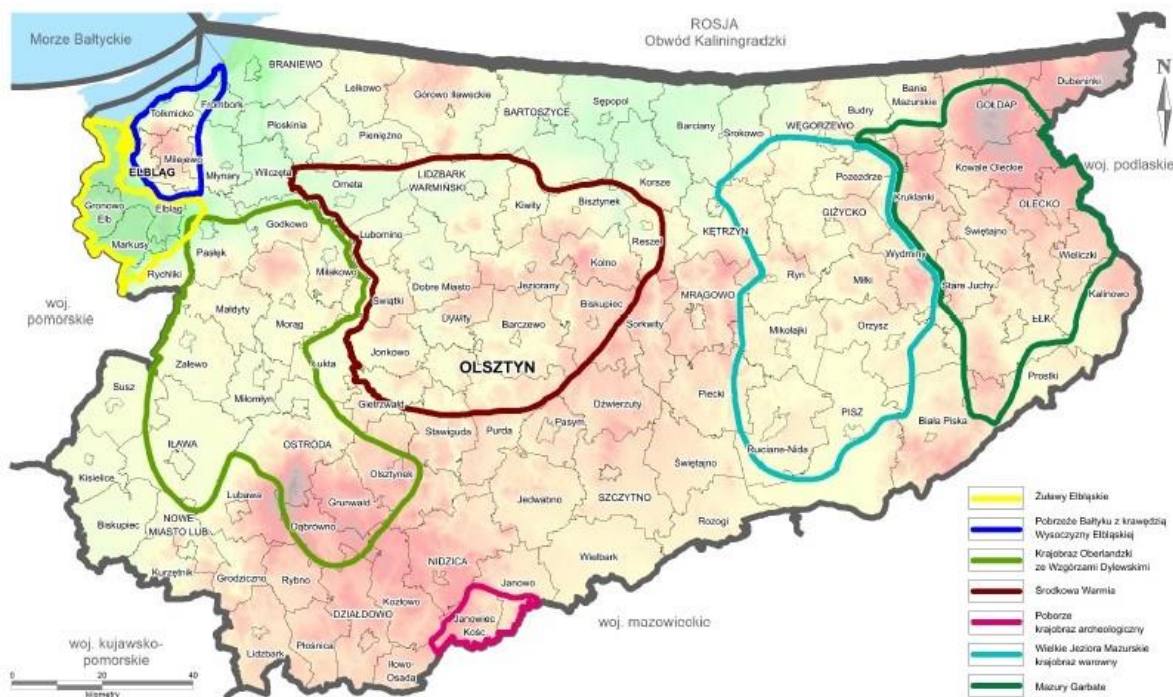 Morze Bałtyckie
ROSJA
Obwód Kaliningradzki
N
BRANIEWO
Lelkowo
Górowo Iławeckie
BARTOSZYCE
Sępopol
Barciany
Srokowo
WĘGORZEWO
Budry
Banie
Mazurskie
GOŁDAP
Dubeninki
woj. podlaskie
Tolkmicko
Frombork
Płoskinia
Pieniężno
Milejewo
ELBLĄG
Młynary
Wilczęta
Orneta
LIDZBARK
WARMIŃSKI
Kiwity
Bisztynek
Korsze
Pozezdrze
Kruklanki
Kowale Oleckie
OLECKO
Gronowo
Elb
Elbląg
Markusy
Rychliki
Pasłęk
Godkowo
Miłakowo
Lubomino
Reszel
KĘTRZYN
GIŻYCKO
Wydminy
Świętajno
Wieliczki
Kolno
woj.
pomorskie
Małdyty
Morąg
Świątki
Dobre Miasto
Jeziorany
Biskupiec
Ryn
Miłki
Stare Juchy
Kalinowo
MRĄGOWO
Dywity
Barczewo
Sorkwity
Mikołajki
Orzysz
EŁK
Zalewo
Łukta
Jonkowo
OLSZTYN
Prostki
Susz
Miłomłyn
Gietrzwałd
Dźwierzuty
Piecki
PISZ
Biała Piska
Stawiguda
Purda
Pasym
IŁAWA
OSTRÓDA
Ruciane-Nida
Kisielice
Olsztynek
Świętajno
Lubawa
Grunwald
Jedwabno
SZCZYTNO
Biskupiec
NOWE
MIASTO LUB.
Dąbrówno
Rozogi
Wielbark
Kurzętnik
Grodziczno
Rybno
NIDZICA
Janowo
Kozłowo
DZIAŁDOWO
Janowiec
Kośc.
woj. mazowieckie
woj. kujawsko-
pomorskie
Lidzbark
Płośnica
Iłowo-
Osada
0 20 40
kilometry
Żuławy Elbląskie
Pobrzeże Bałtyku z krawędzią
Wysoczyzny Elbląskiej
Krajobraz Oberlandzki
ze Wzgórzami Dylewskimi
Środkowa Warmia
Poborze
krajobraz archeologiczny
Wielkie Jeziora Mazurskie
krajobraz warowny
Mazury Garbate